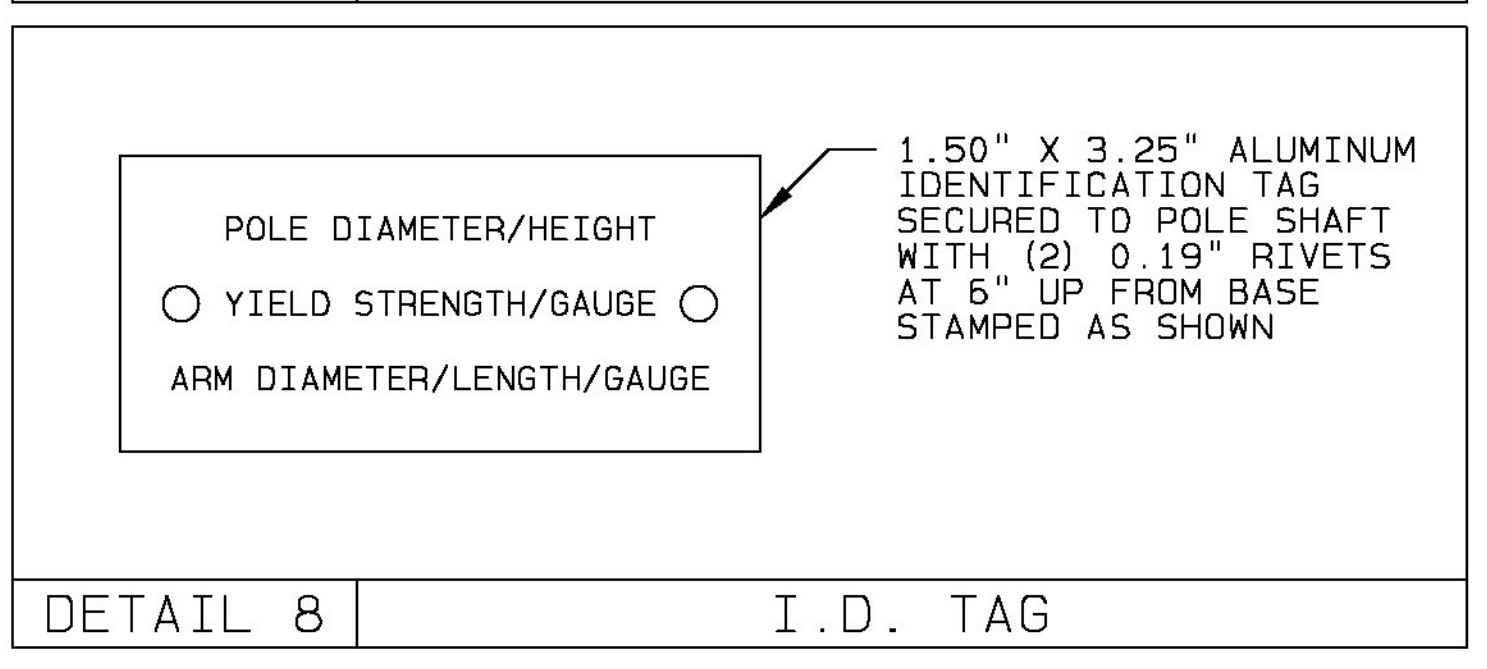 POLE DIAMETER/HEIGHT
YIELD STRENGTH/GAUGE
ARM DIAMETER/LENGTH/GAUGE
1.50" X 3.25" ALUMINUM
IDENTIFICATION TAG
SECURED TO POLE SHAFT
WITH (2) 0.19" RIVETS
AT 6" UP FROM BASE
STAMPED AS SHOWN
DETAIL 8
I.D. TAG